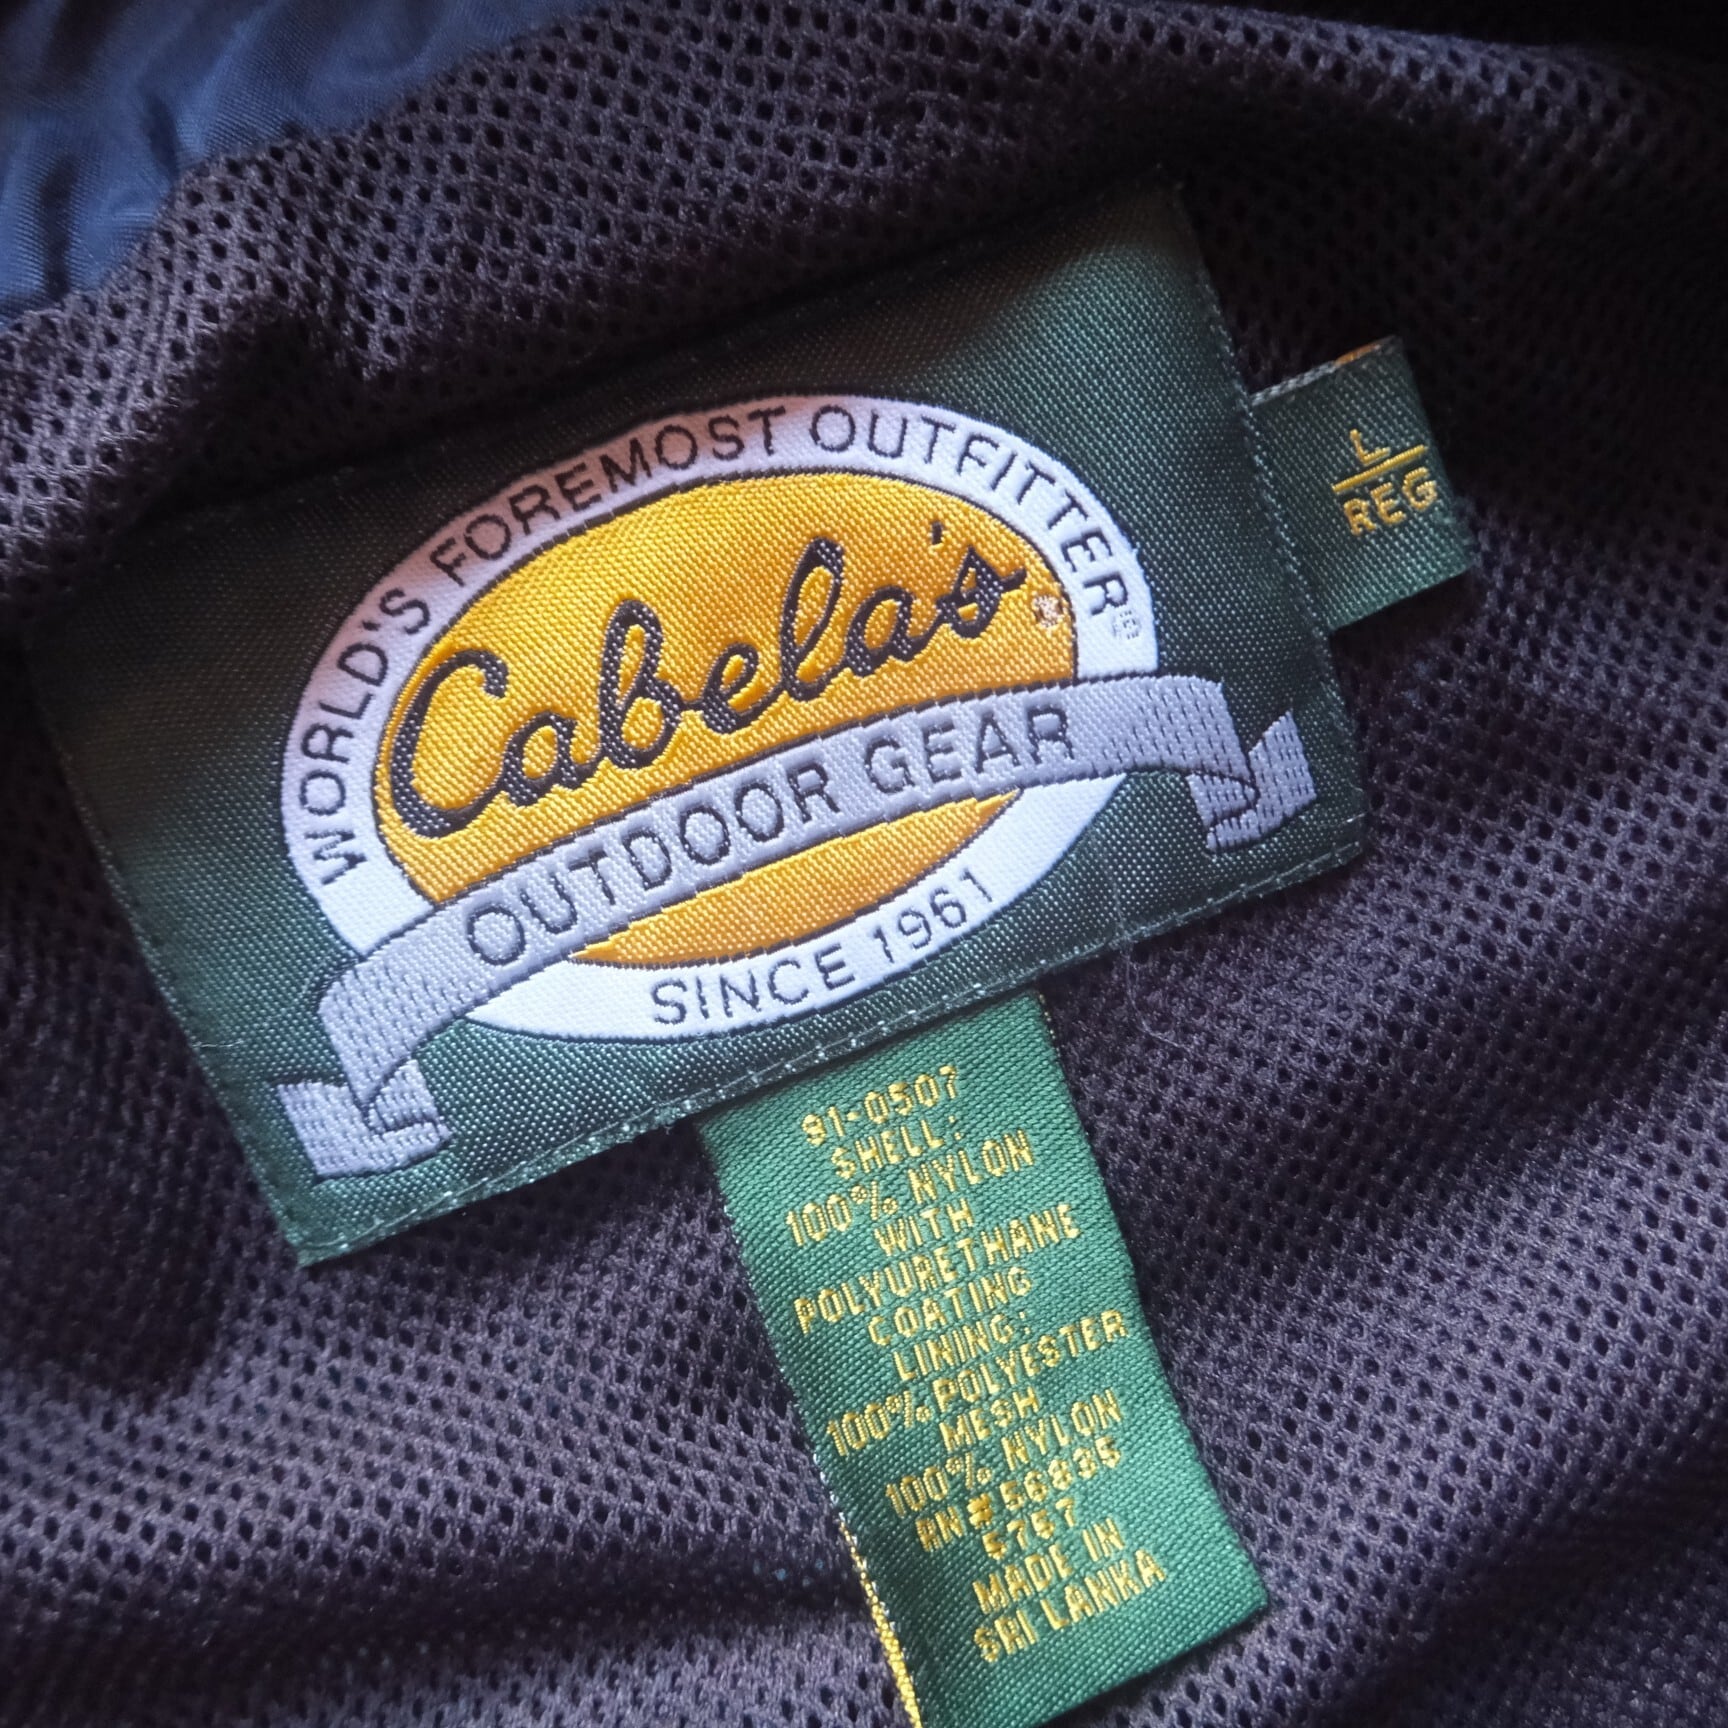 WORLD'S FOREMOST OUTFITTER®
Cabela's
OUTDOOR GEAR
SINCE 1961
L
REG
91-0507
SHELL:
100% NYLON
WITH
POLYURETHANE
COATING
LINING:
100% POLYESTER
MESH
100% NYLON
RN# 56835
5767
MADE IN
SRI LANKA